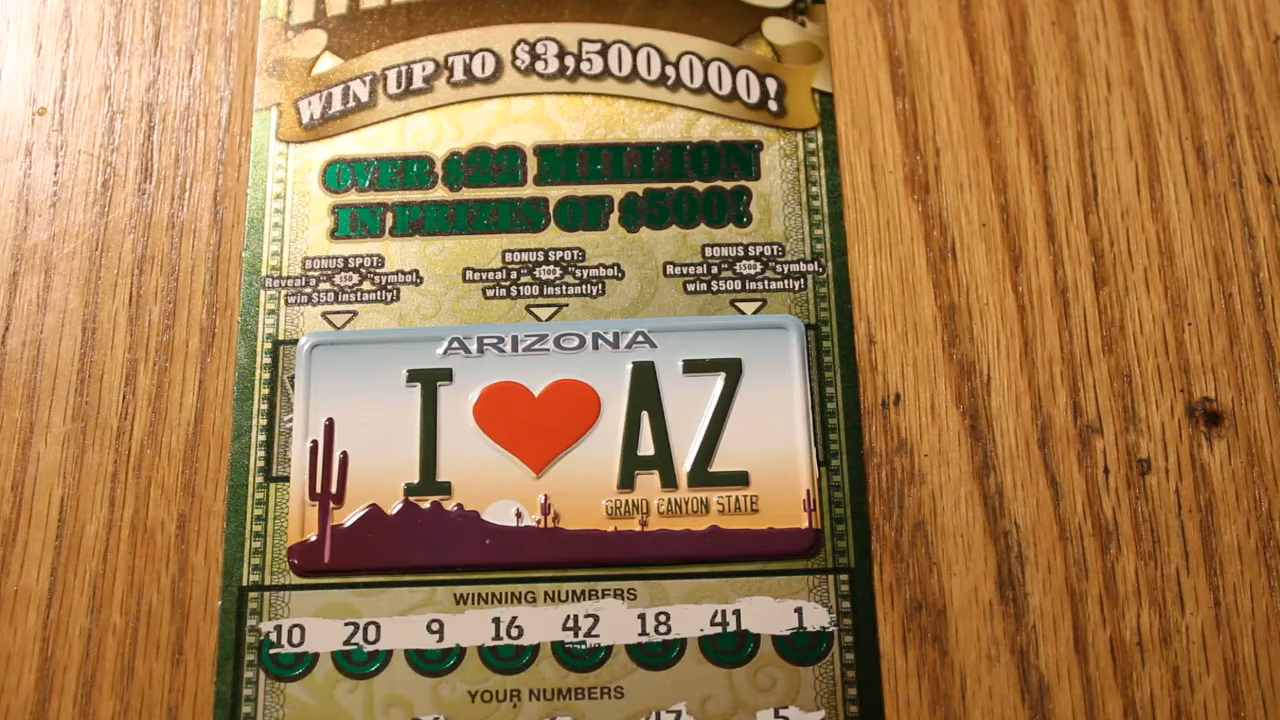 WIN UP TO $3,500,000!
OVER $22 MILLION
IN PRIZES OF $500!
BONUS SPOT:
Reveal a "$50" symbol,
win $50 instantly!
BONUS SPOT:
Reveal a "$100" symbol,
win $100 instantly!
BONUS SPOT:
Reveal a "$500" symbol,
win $500 instantly!
ARIZONA
I AZ
GRAND CANYON STATE
WINNING NUMBERS
10 20 9 16 42 18 41 1
YOUR NUMBERS